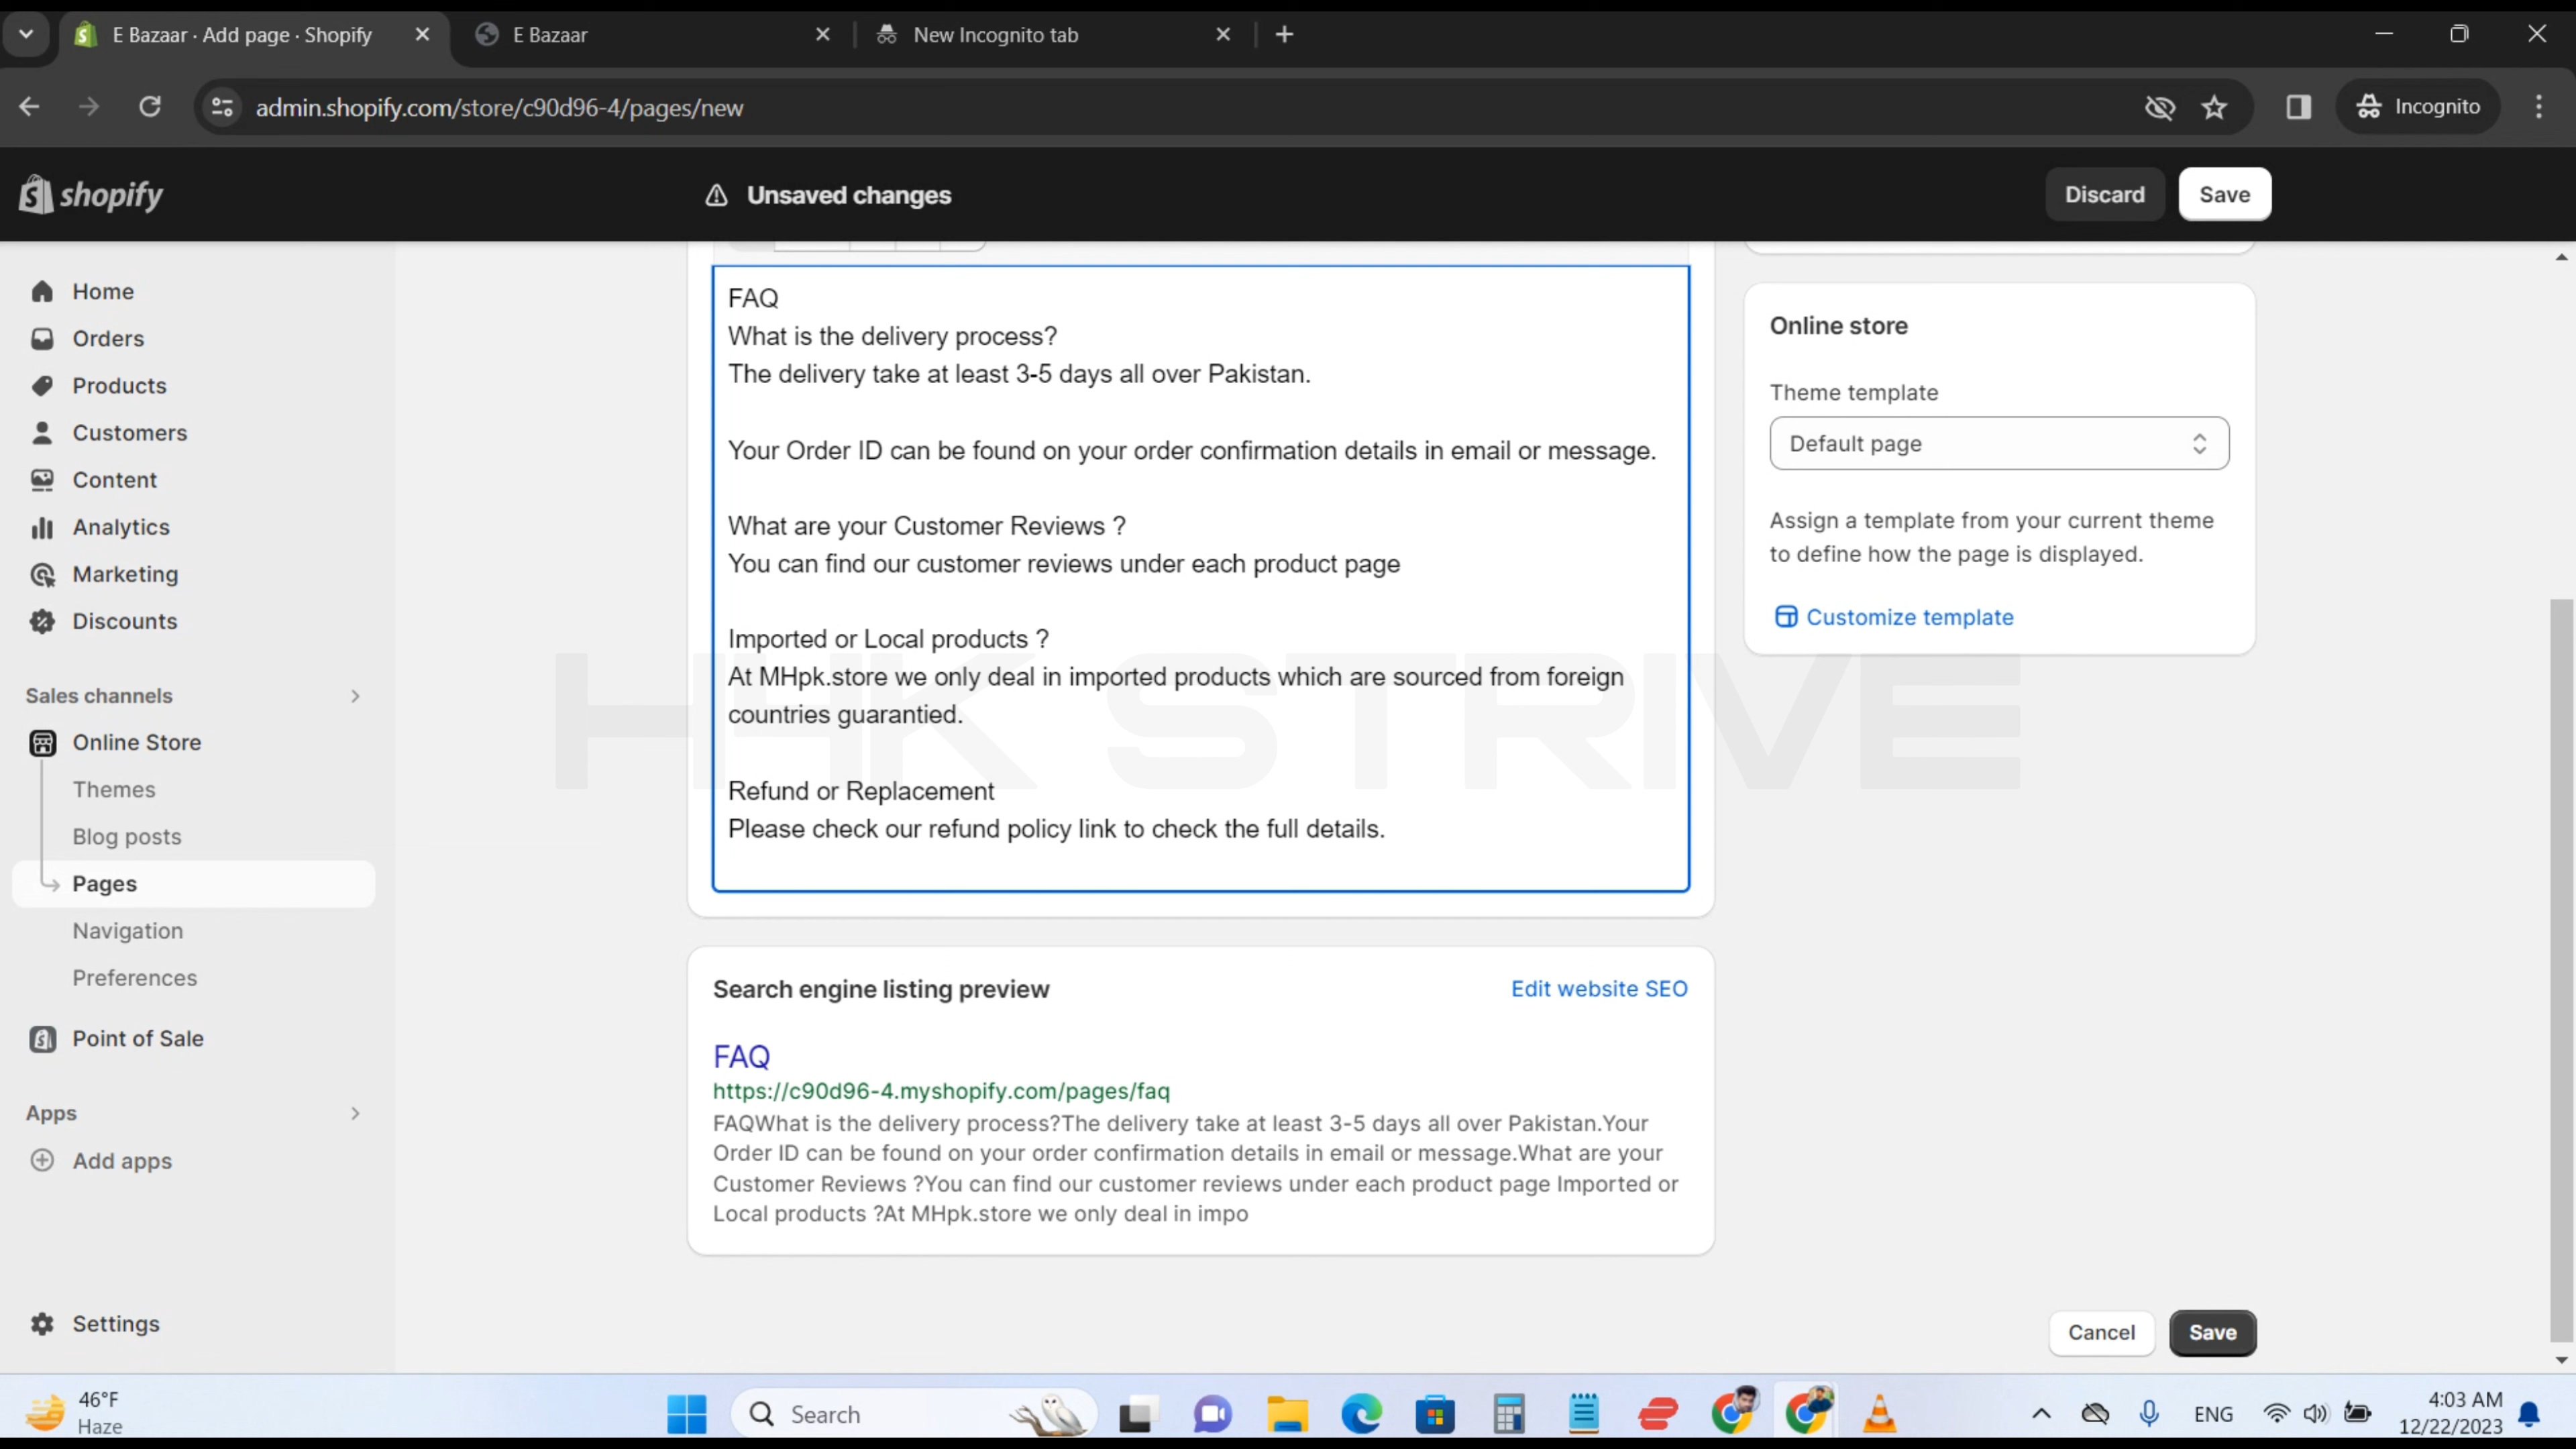 E Bazaar · Add page · Shopify
E Bazaar
New Incognito tab
admin.shopify.com/store/c90d96-4/pages/new
Incognito
shopify
Unsaved changes
Discard
Save
Home
Orders
Products
Customers
Content
Analytics
Marketing
Discounts
Sales channels
Online Store
Themes
Blog posts
Pages
Navigation
Preferences
Point of Sale
Apps
Add apps
Settings
FAQ
What is the delivery process?
The delivery take at least 3-5 days all over Pakistan.
Your Order ID can be found on your order confirmation details in email or message.
What are your Customer Reviews ?
You can find our customer reviews under each product page
Imported or Local products ?
At MHpk.store we only deal in imported products which are sourced from foreign
countries guarantied.
Refund or Replacement
Please check our refund policy link to check the full details.
H4K STRIVE
Search engine listing preview
Edit website SEO
FAQ
https://c90d96-4.myshopify.com/pages/faq
FAQWhat is the delivery process?The delivery take at least 3-5 days all over Pakistan.Your
Order ID can be found on your order confirmation details in email or message.What are your
Customer Reviews ?You can find our customer reviews under each product page Imported or
Local products ?At MHpk.store we only deal in impo
Online store
Theme template
Default page
Assign a template from your current theme
to define how the page is displayed.
Customize template
Cancel
Save
46°F
Haze
Search
ENG
4:03 AM
12/22/2023